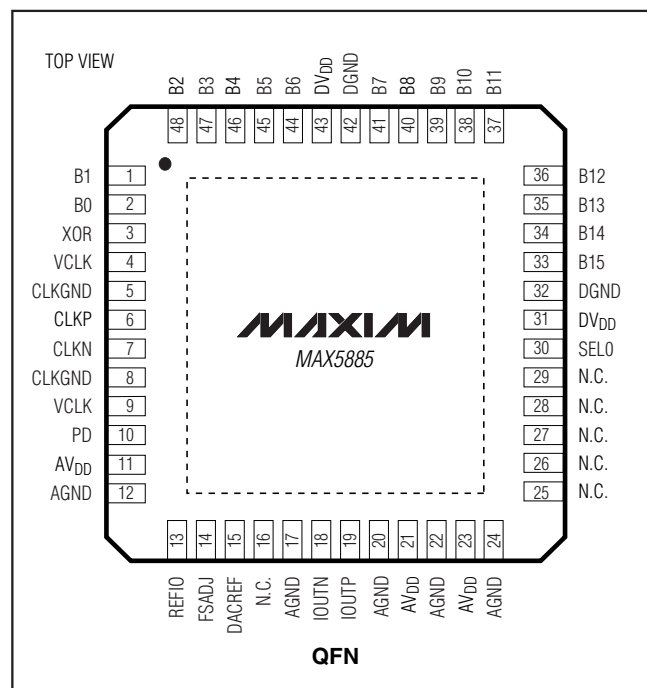 TOP VIEW
B2 B3 B4 B5 B6 DVDD DGND B7 B8 B9 B10 B11
48 47 46 45 44 43 42 41 40 39 38 37
B1 1 36 B12
B0 2 35 B13
XOR 3 34 B14
VCLK 4 33 B15
CLKGND 5 32 DGND
CLKP 6 31 DVDD
CLKN 7 30 SEL0
CLKGND 8 29 N.C.
VCLK 9 28 N.C.
PD 10 27 N.C.
AVDD 11 26 N.C.
AGND 12 25 N.C.
MAXIM
MAX5885
13 14 15 16 17 18 19 20 21 22 23 24
REFIO FSADJ DACREF N.C. AGND IOUTN IOUTP AGND AVDD AGND AVDD AGND
QFN